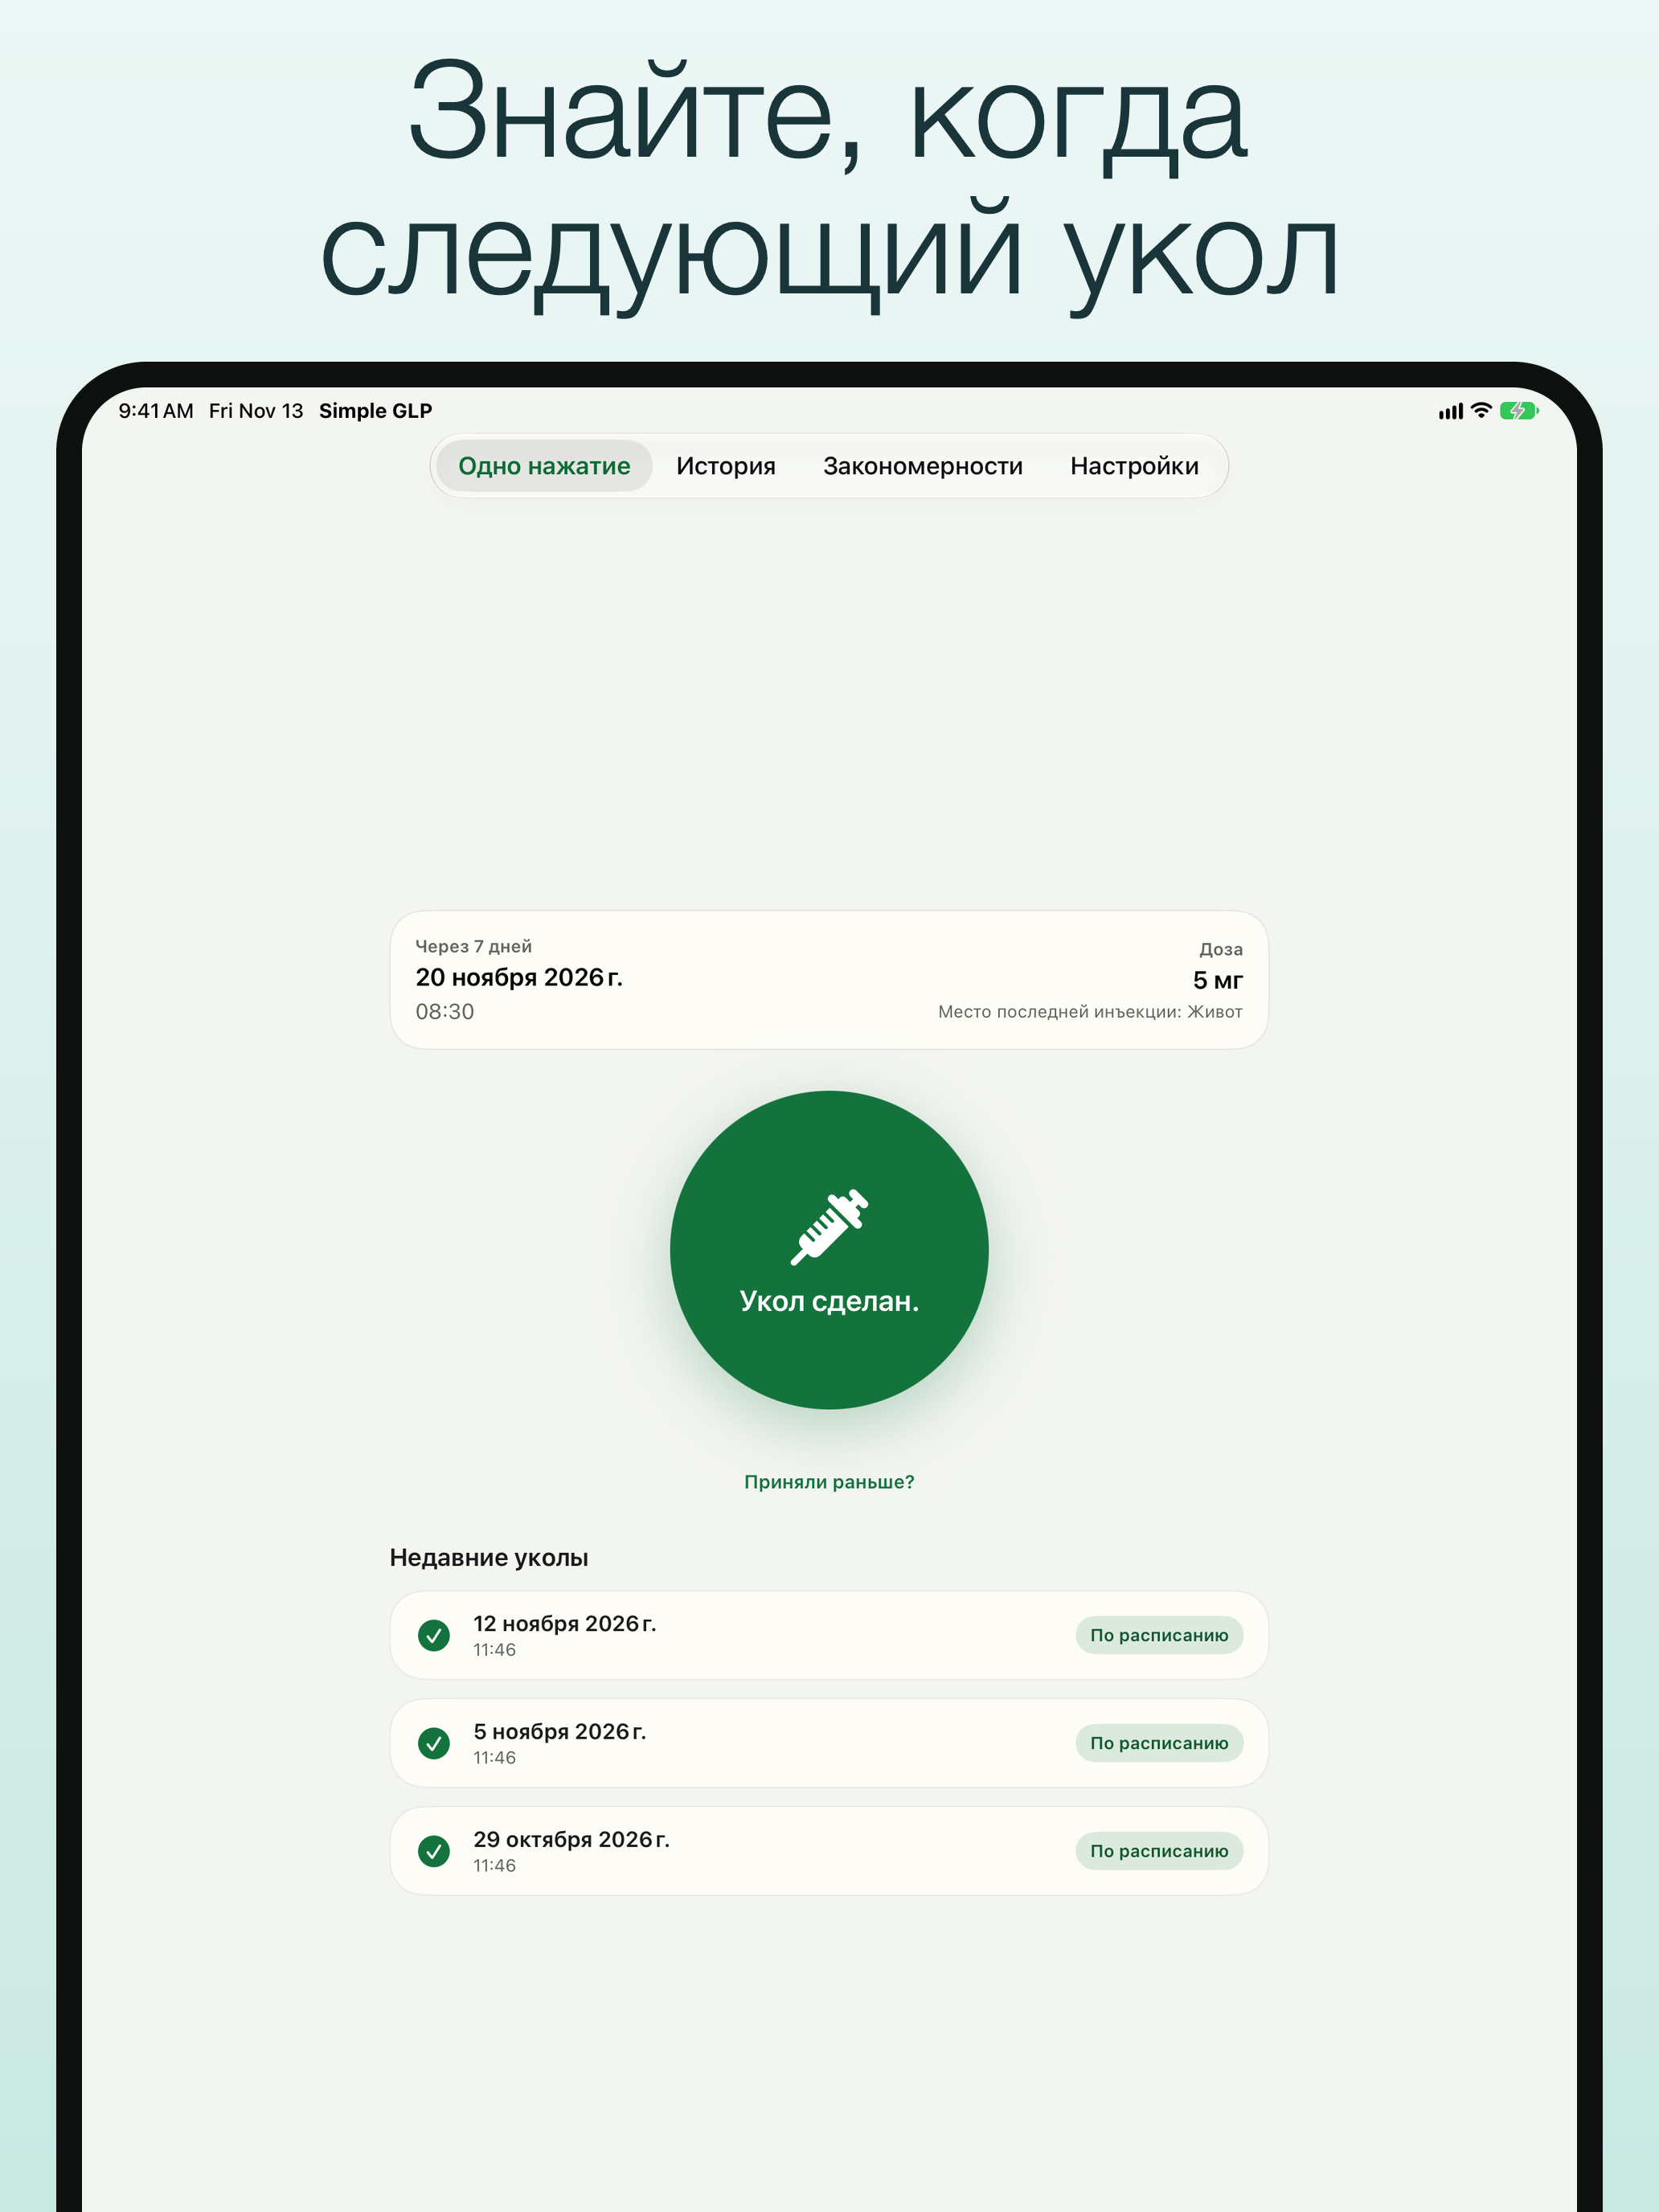 Знайте, когда
следующий укол
9:41 AM Fri Nov 13 Simple GLP
Одно нажатие История Закономерности Настройки
Через 7 дней
20 ноября 2026 г.
08:30
Доза
5 мг
Место последней инъекции: Живот
Укол сделан.
Приняли раньше?
Недавние уколы
12 ноября 2026 г.
11:46
По расписанию
5 ноября 2026 г.
11:46
По расписанию
29 октября 2026 г.
11:46
По расписанию